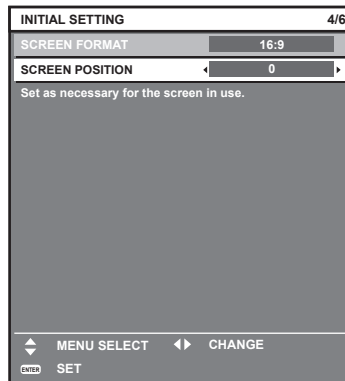 INITIAL SETTING 4/6
SCREEN FORMAT 16:9
SCREEN POSITION 0
Set as necessary for the screen in use.
MENU SELECT CHANGE
ENTER SET